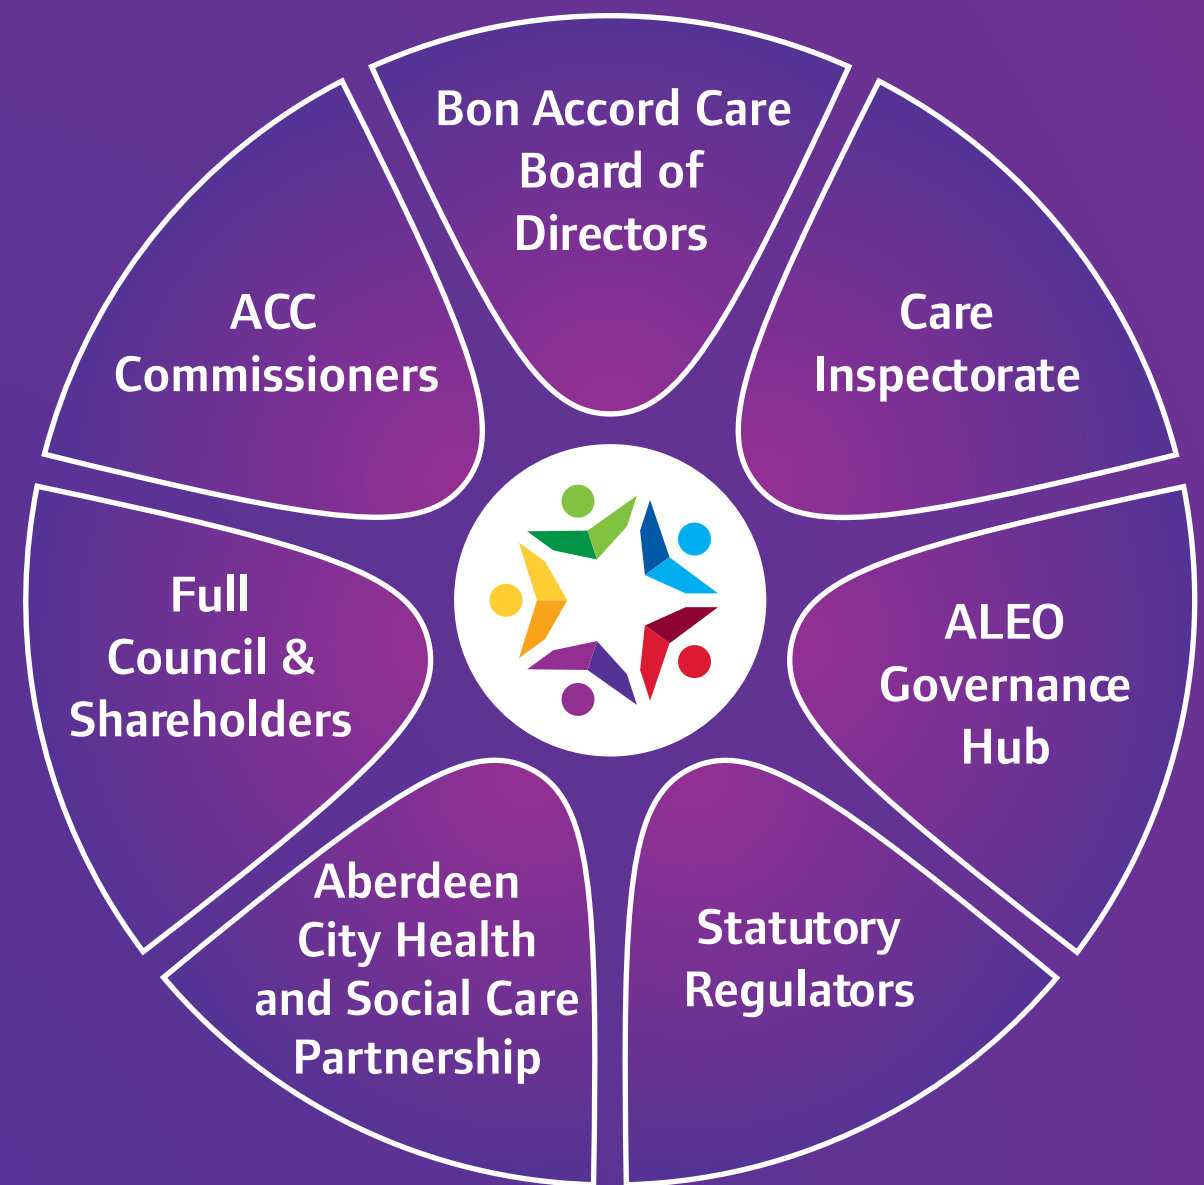 Bon Accord Care
Board of
Directors
Care
Inspectorate
ALEO
Governance
Hub
Statutory
Regulators
Aberdeen
City Health
and Social Care
Partnership
Full
Council &
Shareholders
ACC
Commissioners